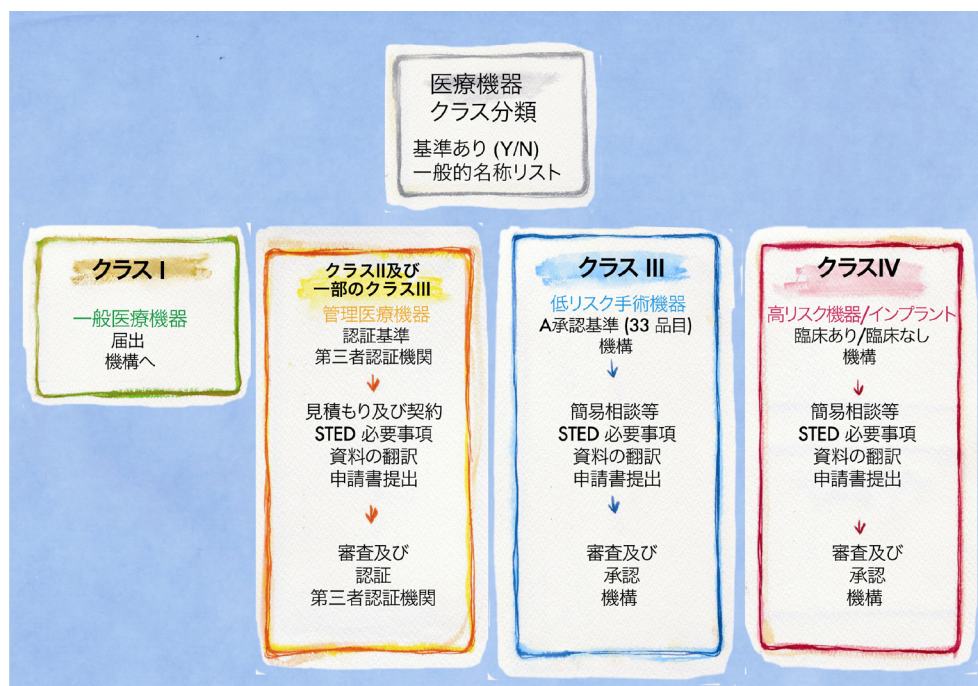 医療機器
クラス分類
基準あり (Y/N)
一般的名称リスト
クラス I
一般医療機器
届出
機構へ
クラスII及び
一部のクラスIII
管理医療機器
認証基準
第三者認証機関
見積もり及び契約
STED 必要事項
資料の翻訳
申請書提出
審査及び
認証
第三者認証機関
クラス III
低リスク手術機器
A承認基準 (33 品目)
機構
簡易相談等
STED 必要事項
資料の翻訳
申請書提出
審査及び
承認
機構
クラスIV
高リスク機器/インプラント
臨床あり/臨床なし
機構
簡易相談等
STED 必要事項
資料の翻訳
申請書提出
審査及び
承認
機構